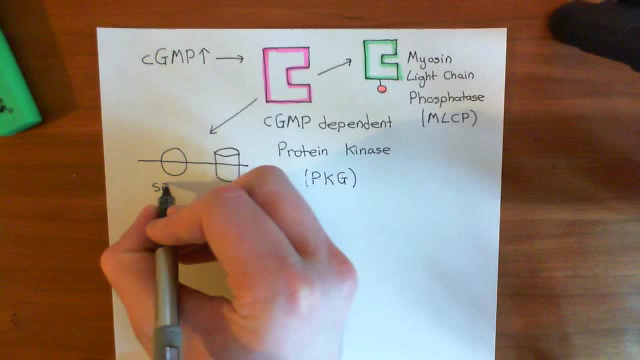 cGMP↑ →
Myosin
Light Chain
Phosphatase
(MLCP)
cGMP dependent
Protein Kinase
(PKG)